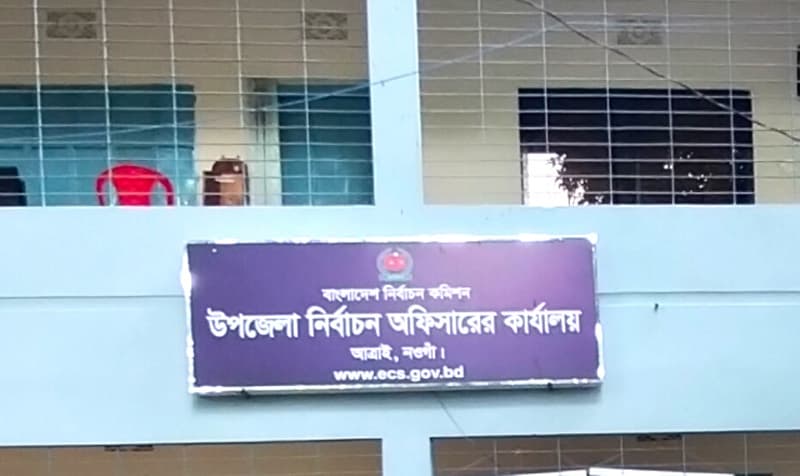 বাংলাদেশ নির্বাচন কমিশন
উপজেলা নির্বাচন অফিসারের কার্যালয়
আত্রাই, নওগাঁ।
www.ecs.gov.bd